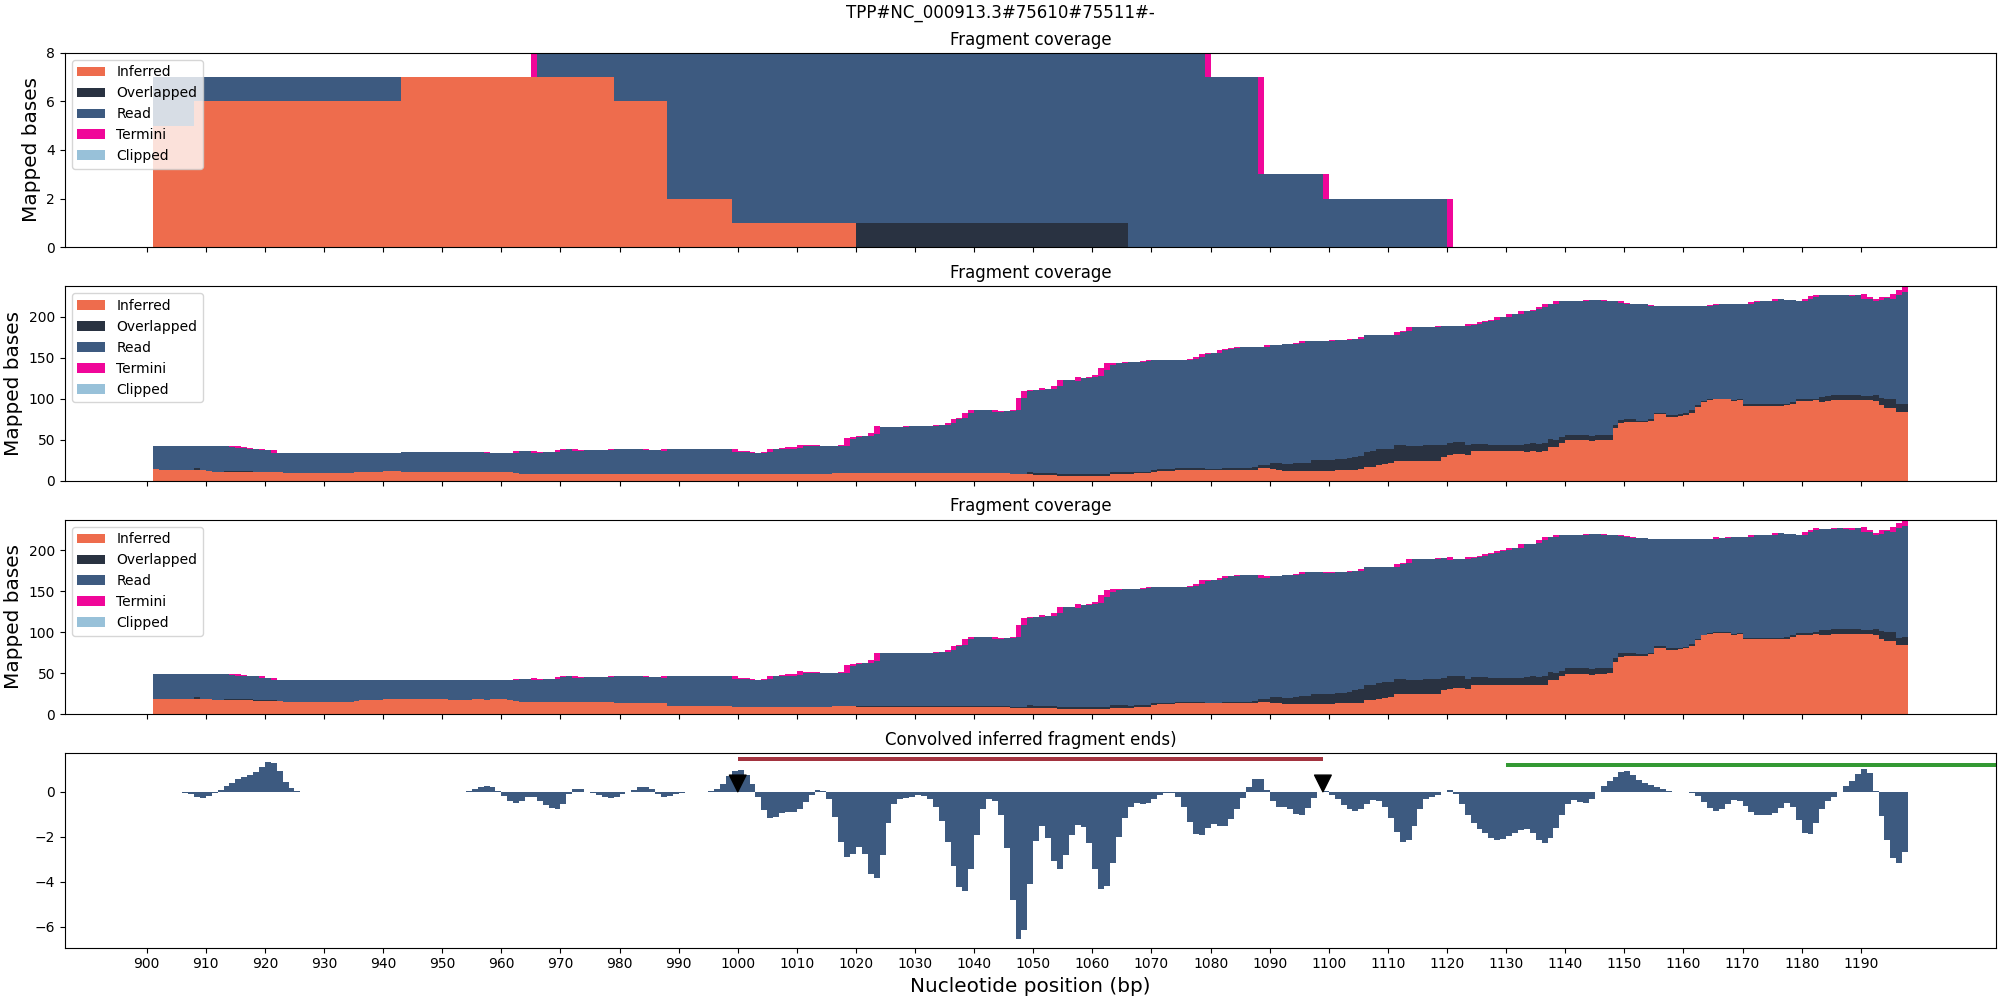 TPP#NC_000913.3#75610#75511#-
Fragment coverage
Mapped bases
8
6
4
2
0
Inferred
Overlapped
Read
Termini
Clipped
Fragment coverage
Mapped bases
200
150
100
50
0
Inferred
Overlapped
Read
Termini
Clipped
Fragment coverage
Mapped bases
200
150
100
50
0
Inferred
Overlapped
Read
Termini
Clipped
Convolved inferred fragment ends)
0
−2
−4
−6
900 910 920 930 940 950 960 970 980 990 1000 1010 1020 1030 1040 1050 1060 1070 1080 1090 1100 1110 1120 1130 1140 1150 1160 1170 1180 1190
Nucleotide position (bp)